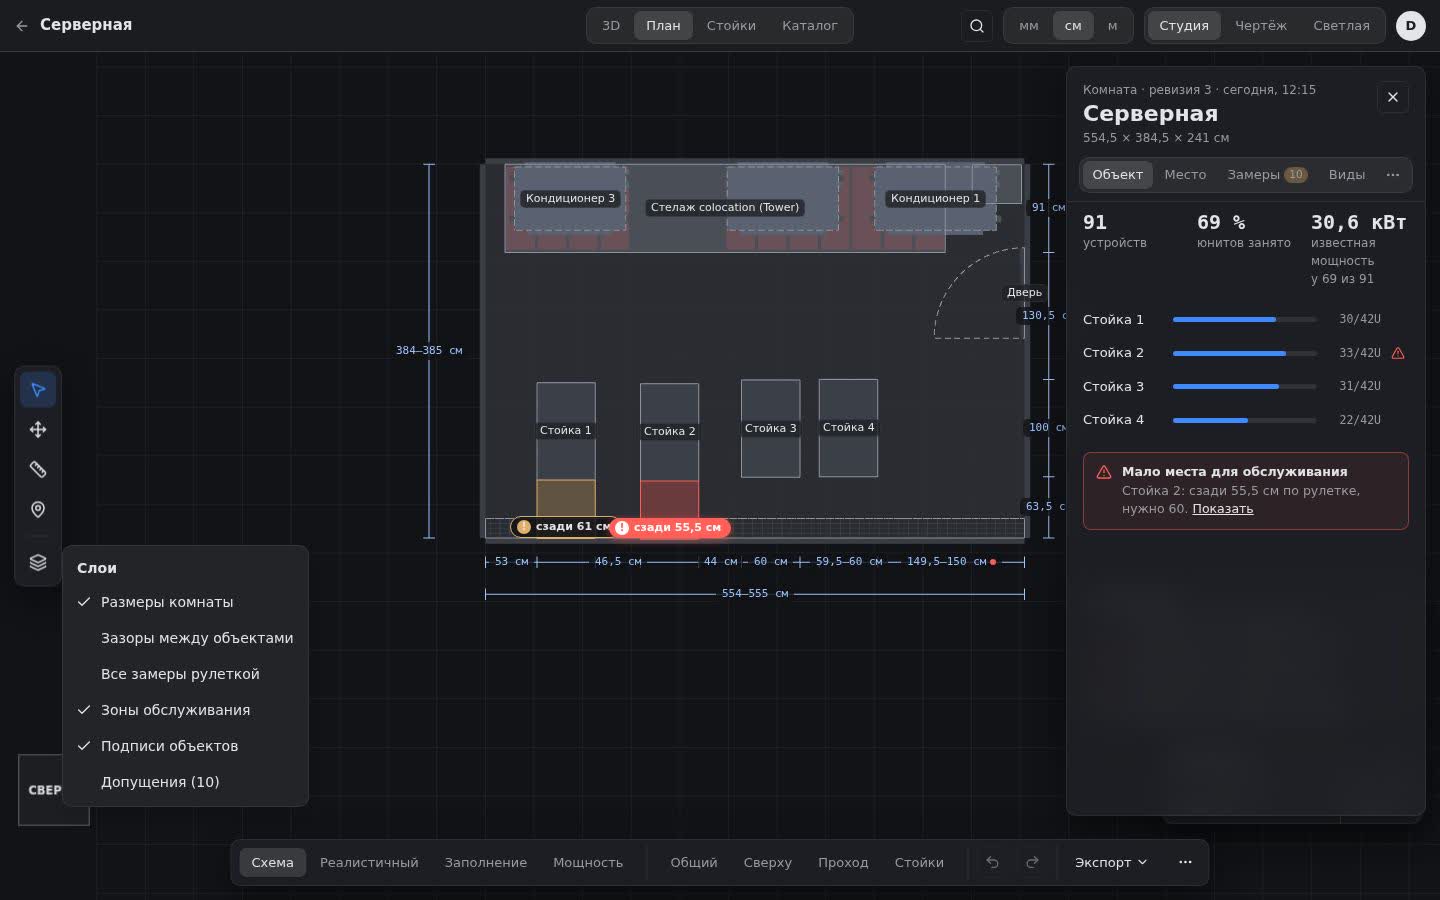 Серверная
3D План Стойки Каталог
мм см м
Студия Чертёж Светлая
D
Комната · ревизия 3 · сегодня, 12:15
Серверная
554,5 × 384,5 × 241 см
Объект Место Замеры 10 Виды
91
устройств
69 %
юнитов занято
30,6 кВт
известная
мощность
у 69 из 91
Стойка 1 30/42U
Стойка 2 33/42U
Стойка 3 31/42U
Стойка 4 22/42U
Мало места для обслуживания
Стойка 2: сзади 55,5 см по рулетке,
нужно 60. Показать
Кондиционер 3
Стелаж colocation (Tower)
Кондиционер 1
91 см
Дверь
130,5 с
384–385 см
Стойка 1
Стойка 2
Стойка 3
Стойка 4
100 см
63,5 с
сзади 61 см
сзади 55,5 см
53 см 46,5 см 44 см 60 см 59,5–60 см 149,5–150 см
554–555 см
Слои
Размеры комнаты
Зазоры между объектами
Все замеры рулеткой
Зоны обслуживания
Подписи объектов
Допущения (10)
СВЕР
Схема Реалистичный Заполнение Мощность Общий Сверху Проход Стойки Экспорт